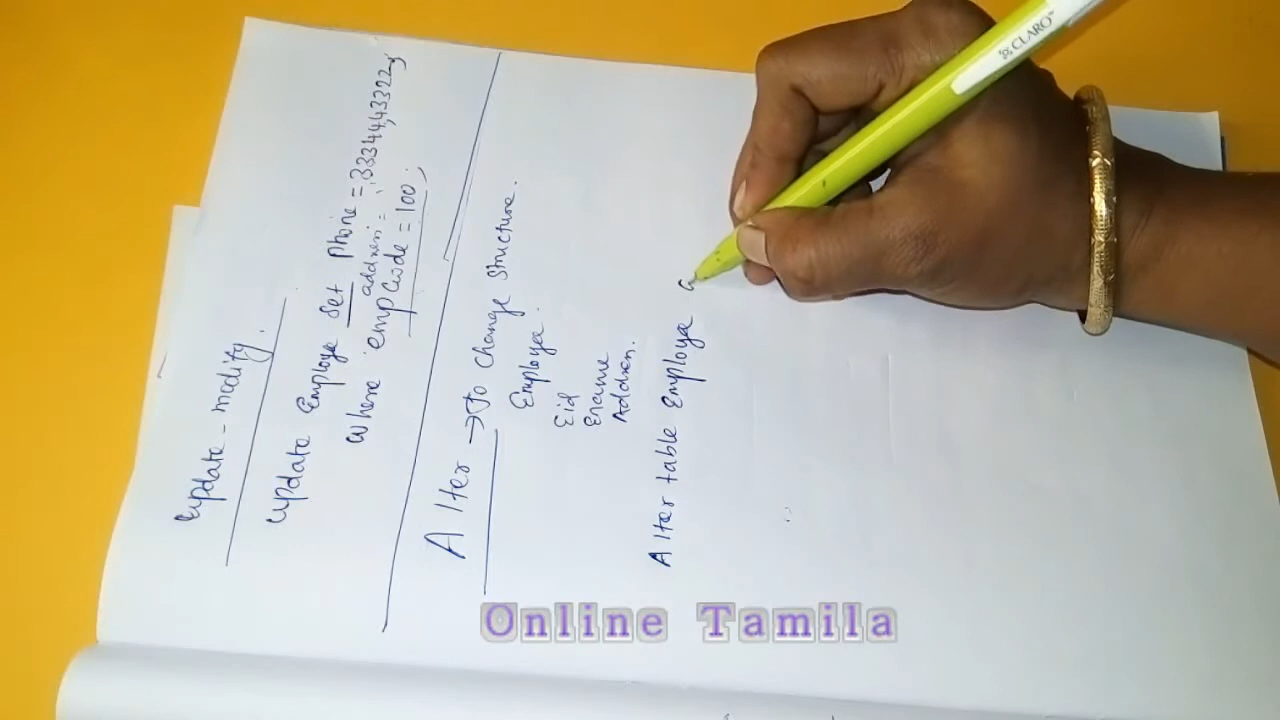 Update - modify.
Update Employe Set Phone = 3334443322,
address = ' '
Where empcode = 100;
Alter → To change Structure.
Employee.
Eid
Ename
Address.
Alter table Employee a
CLARO
Online Tamila